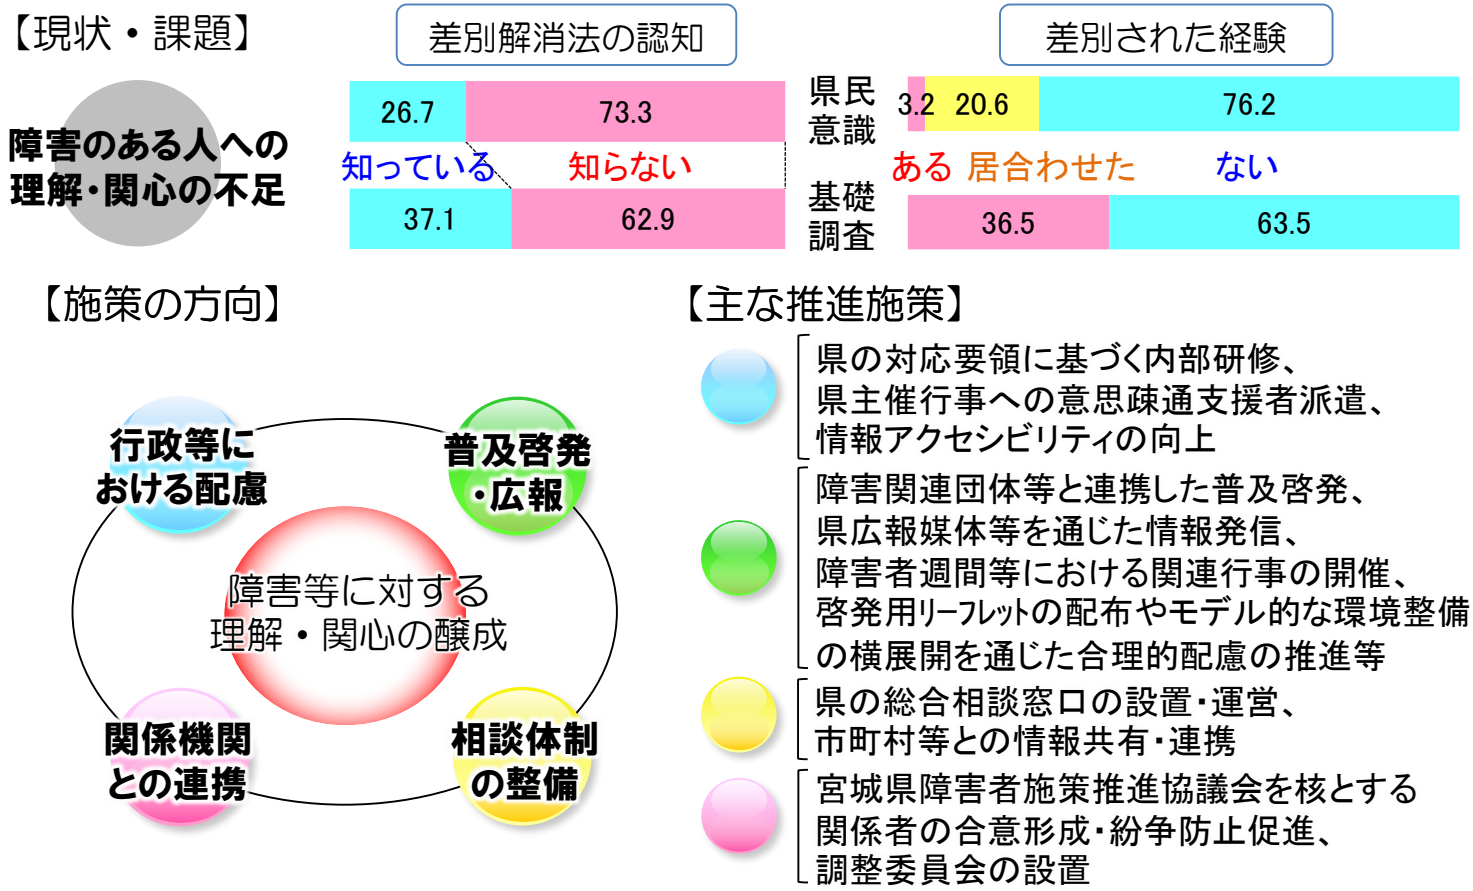 【現状・課題】
障害のある人への
理解・関心の不足
差別解消法の認知
26.7 73.3
知っている 知らない
37.1 62.9
差別された経験
県民
意識
3.2 20.6 76.2
ある 居合わせた ない
基礎
調査
36.5 63.5
【施策の方向】
行政等に
おける配慮
普及啓発
・広報
障害等に対する
理解・関心の醸成
関係機関
との連携
相談体制
の整備
【主な推進施策】
県の対応要領に基づく内部研修、
県主催行事への意思疎通支援者派遣、
情報アクセシビリティの向上
障害関連団体等と連携した普及啓発、
県広報媒体等を通じた情報発信、
障害者週間等における関連行事の開催、
啓発用リーフレットの配布やモデル的な環境整備
の横展開を通じた合理的配慮の推進等
県の総合相談窓口の設置・運営、
市町村等との情報共有・連携
宮城県障害者施策推進協議会を核とする
関係者の合意形成・紛争防止促進、
調整委員会の設置